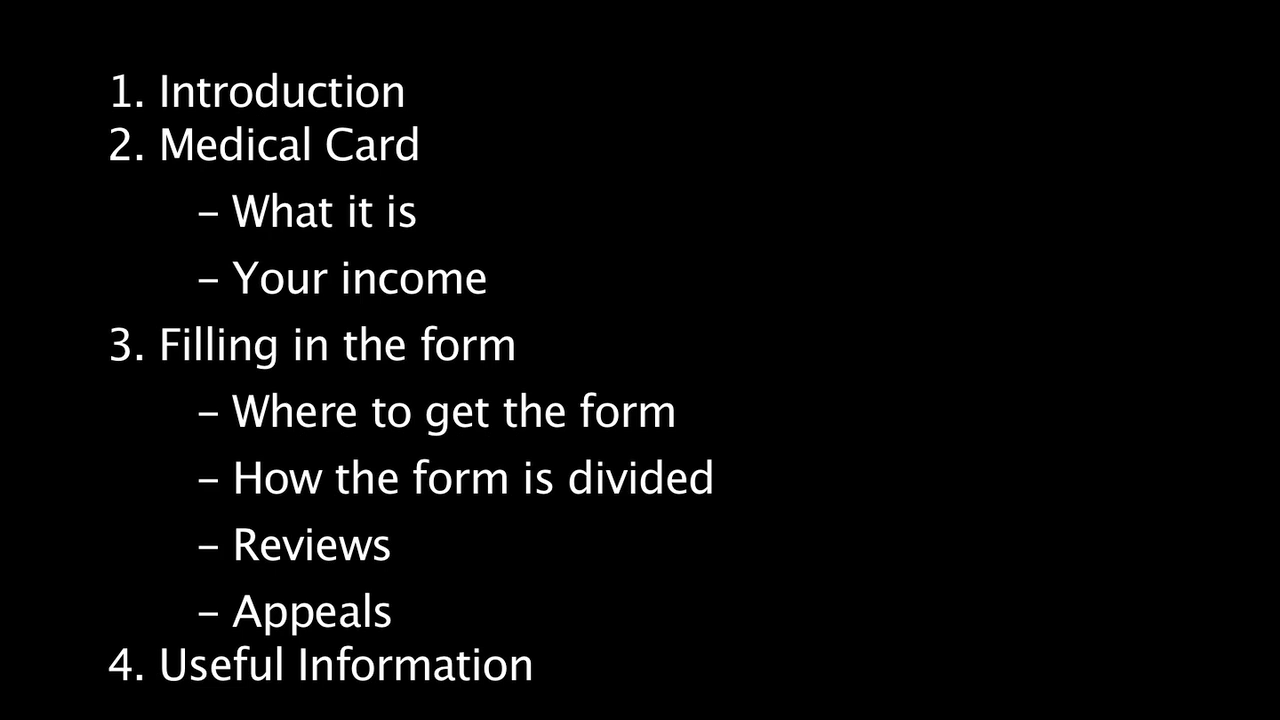 1. Introduction
2. Medical Card
– What it is
– Your income
3. Filling in the form
– Where to get the form
– How the form is divided
– Reviews
– Appeals
4. Useful Information